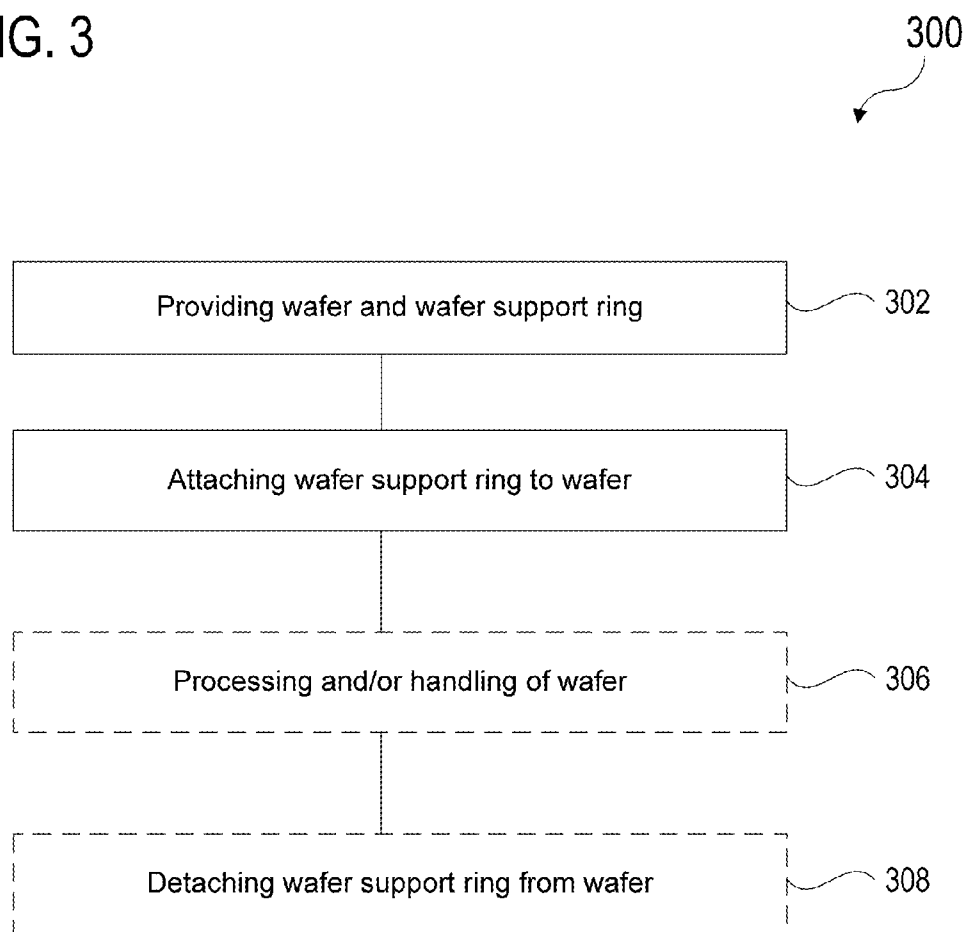 IG. 3
300
Providing wafer and wafer support ring
302
Attaching wafer support ring to wafer
304
Processing and/or handling of wafer
306
Detaching wafer support ring from wafer
308